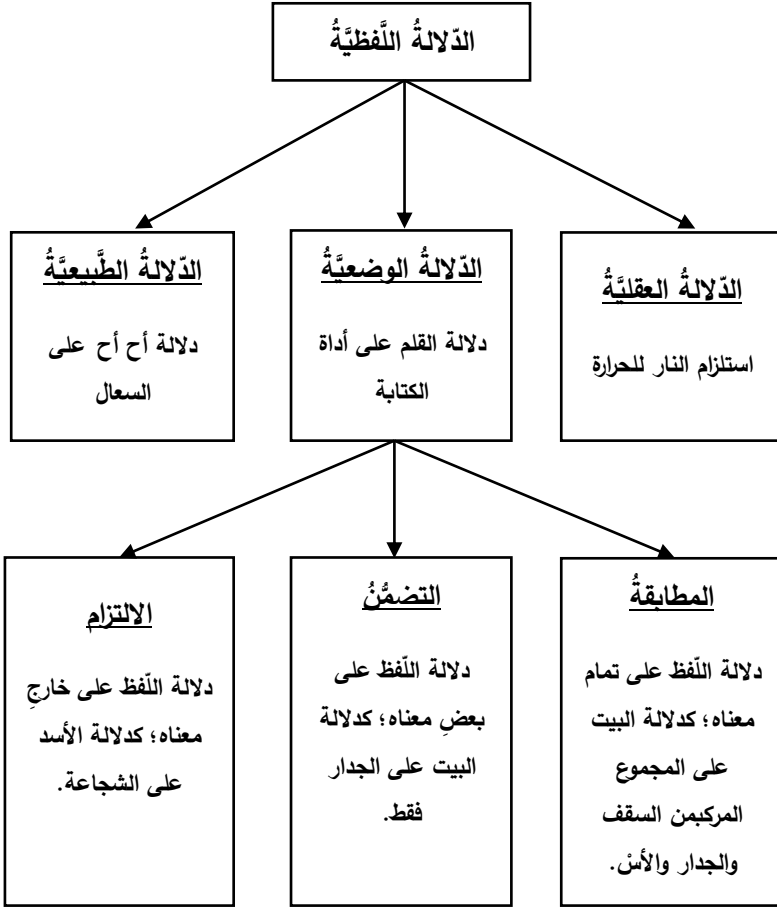 الدّلالةُ اللَّفظيَّةُ
الدّلالةُ العقليَّةُ
استلزام النار للحرارة
الدّلالةُ الوضعيَّةُ
دلالة القلم على أداة
الكتابة
الدّلالةُ الطَّبيعيَّةُ
دلالة أح أح على
السعال
المطابقةُ
دلالة اللّفظ على تمام
معناه؛ كدلالة البيت
على المجموع
المركبمن السقف
والجدار والأسْ.
التضمُّنُ
دلالة اللّفظ على
بعضِ معناه؛ كدلالة
البيت على الجدار
فقط.
الالتزام
دلالة اللّفظ على خارجِ
معناه؛ كدلالة الأسد
على الشجاعة.